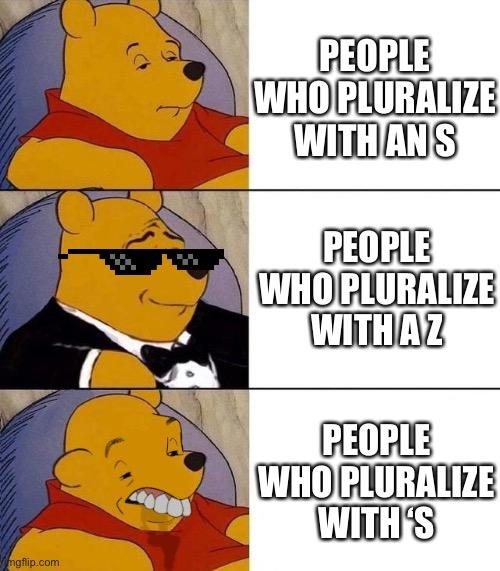 PEOPLE
WHO PLURALIZE
WITH AN S
PEOPLE
WHO PLURALIZE
WITH A Z
PEOPLE
WHO PLURALIZE
WITH ‘S
imgflip.com